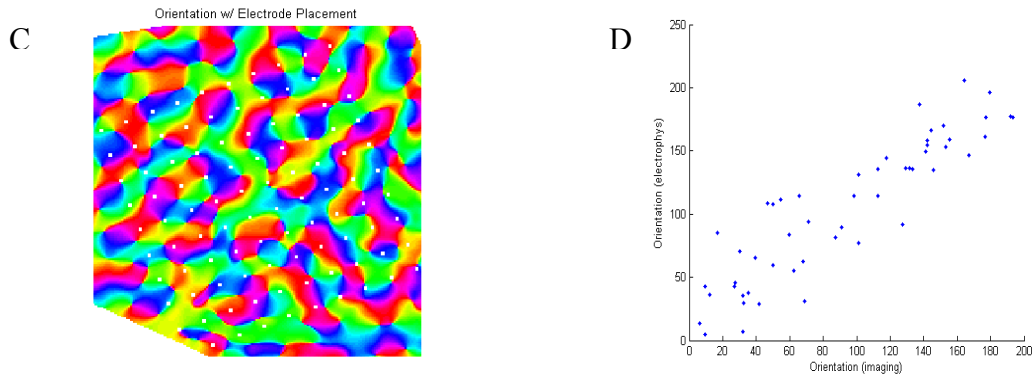 C
Orientation w/ Electrode Placement
D
250
200
150
100
50
0
Orientation (electrophys)
0 20 40 60 80 100 120 140 160 180 200
Orientation (imaging)